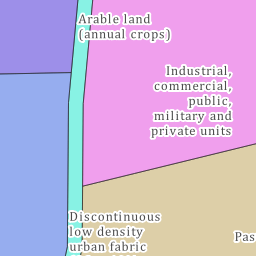 Arable land
(annual crops)
Industrial,
commercial,
public,
military and
private units
Discontinuous
low density
urban fabric
Pas